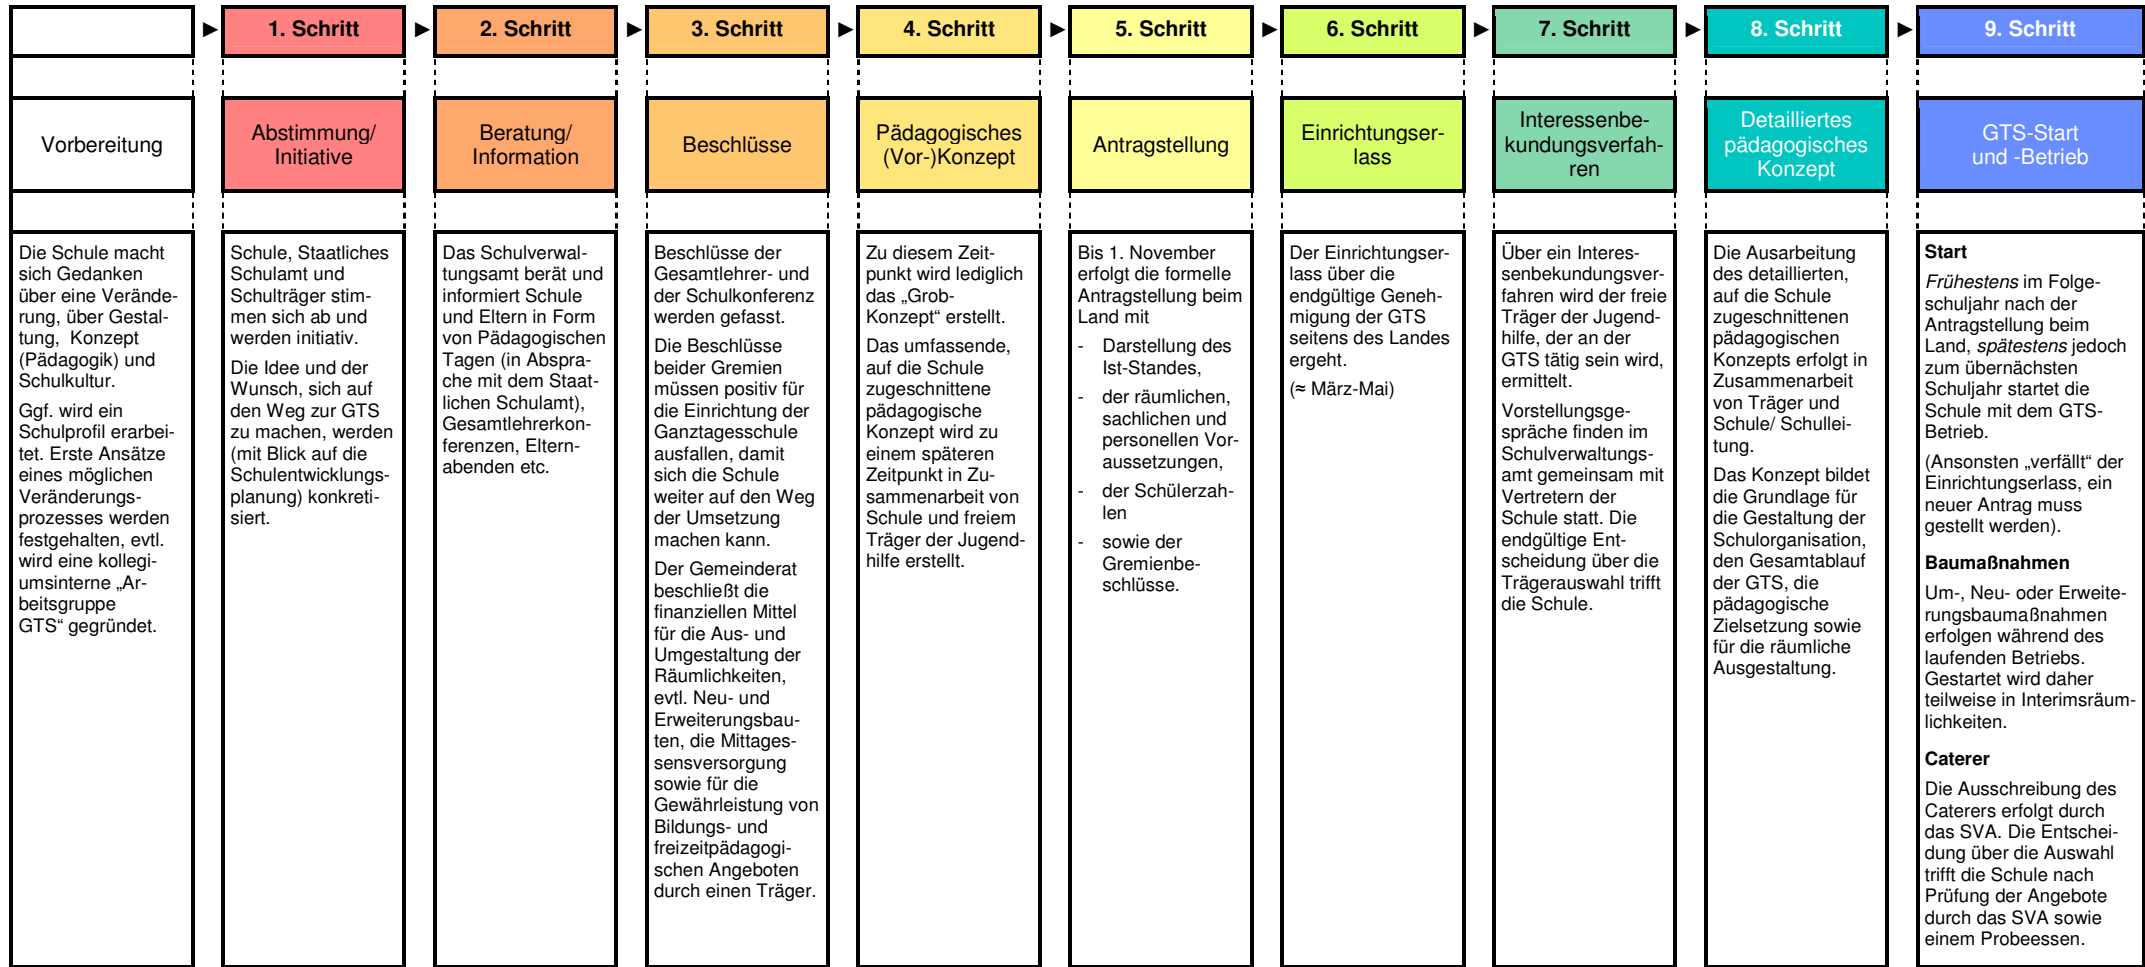 ► 1. Schritt ► 2. Schritt ► 3. Schritt ► 4. Schritt ► 5. Schritt ► 6. Schritt ► 7. Schritt ► 8. Schritt ► 9. Schritt
Vorbereitung
Abstimmung/
Initiative
Beratung/
Information
Beschlüsse
Pädagogisches
(Vor-)Konzept
Antragstellung
Einrichtungser-
lass
Interessenbe-
kundungsverfah-
ren
Detailliertes
pädagogisches
Konzept
GTS-Start
und -Betrieb
Die Schule macht
sich Gedanken
über eine Verände-
rung, über Gestal-
tung, Konzept
(Pädagogik) und
Schulkultur.
Ggf. wird ein
Schulprofil erarbei-
tet. Erste Ansätze
eines möglichen
Veränderungs-
prozesses werden
festgehalten, evtl.
wird eine kollegi-
umsinterne „Ar-
beitsgruppe
GTS“ gegründet.
Schule, Staatliches
Schulamt und
Schulträger stim-
men sich ab und
werden initiativ.
Die Idee und der
Wunsch, sich auf
den Weg zur GTS
zu machen, werden
(mit Blick auf die
Schulentwicklungs-
planung) konkreti-
siert.
Das Schulverwal-
tungsamt berät und
informiert Schule
und Eltern in Form
von Pädagogischen
Tagen (in Abspra-
che mit dem Staat-
lichen Schulamt),
Gesamtlehrerkon-
ferenzen, Eltern-
abenden etc.
Beschlüsse der
Gesamtlehrer- und
der Schulkonferenz
werden gefasst.
Die Beschlüsse
beider Gremien
müssen positiv für
die Einrichtung der
Ganztagesschule
ausfallen, damit
sich die Schule
weiter auf den Weg
der Umsetzung
machen kann.
Der Gemeinderat
beschließt die
finanziellen Mittel
für die Aus- und
Umgestaltung der
Räumlichkeiten,
evtl. Neu- und
Erweiterungsbau-
ten, die Mittages-
sensversorgung
sowie für die
Gewährleistung von
Bildungs- und
freizeitpädagogi-
schen Angeboten
durch einen Träger.
Zu diesem Zeit-
punkt wird lediglich
das „Grob-
Konzept“ erstellt.
Das umfassende,
auf die Schule
zugeschnittene
pädagogische
Konzept wird zu
einem späteren
Zeitpunkt in Zu-
sammenarbeit von
Schule und freiem
Träger der Jugend-
hilfe erstellt.
Bis 1. November
erfolgt die formelle
Antragstellung beim
Land mit
- Darstellung des
Ist-Standes,
- der räumlichen,
sachlichen und
personellen Vor-
aussetzungen,
- der Schülerzah-
len
- sowie der
Gremienbe-
schlüsse.
Der Einrichtungser-
lass über die
endgültige Geneh-
migung der GTS
seitens des Landes
ergeht.
(≈ März-Mai)
Über ein Interes-
senbekundungsver-
fahren wird der freie
Träger der Jugend-
hilfe, der an der
GTS tätig sein wird,
ermittelt.
Vorstellungsge-
spräche finden im
Schulverwaltungs-
amt gemeinsam mit
Vertretern der
Schule statt. Die
endgültige Ent-
scheidung über die
Trägerauswahl trifft
die Schule.
Die Ausarbeitung
des detaillierten,
auf die Schule
zugeschnittenen
pädagogischen
Konzepts erfolgt in
Zusammenarbeit
von Träger und
Schule/ Schullei-
tung.
Das Konzept bildet
die Grundlage für
die Gestaltung der
Schulorganisation,
den Gesamtablauf
der GTS, die
pädagogische
Zielsetzung sowie
für die räumliche
Ausgestaltung.
Start
Frühestens im Folge-
schuljahr nach der
Antragstellung beim
Land, spätestens jedoch
zum übernächsten
Schuljahr startet die
Schule mit dem GTS-
Betrieb.
(Ansonsten „verfällt“ der
Einrichtungserlass, ein
neuer Antrag muss
gestellt werden).
Baumaßnahmen
Um-, Neu- oder Erweite-
rungsbaumaßnahmen
erfolgen während des
laufenden Betriebs.
Gestartet wird daher
teilweise in Interimsräum-
lichkeiten.
Caterer
Die Ausschreibung des
Caterers erfolgt durch
das SVA. Die Entschei-
dung über die Auswahl
trifft die Schule nach
Prüfung der Angebote
durch das SVA sowie
einem Probeessen.